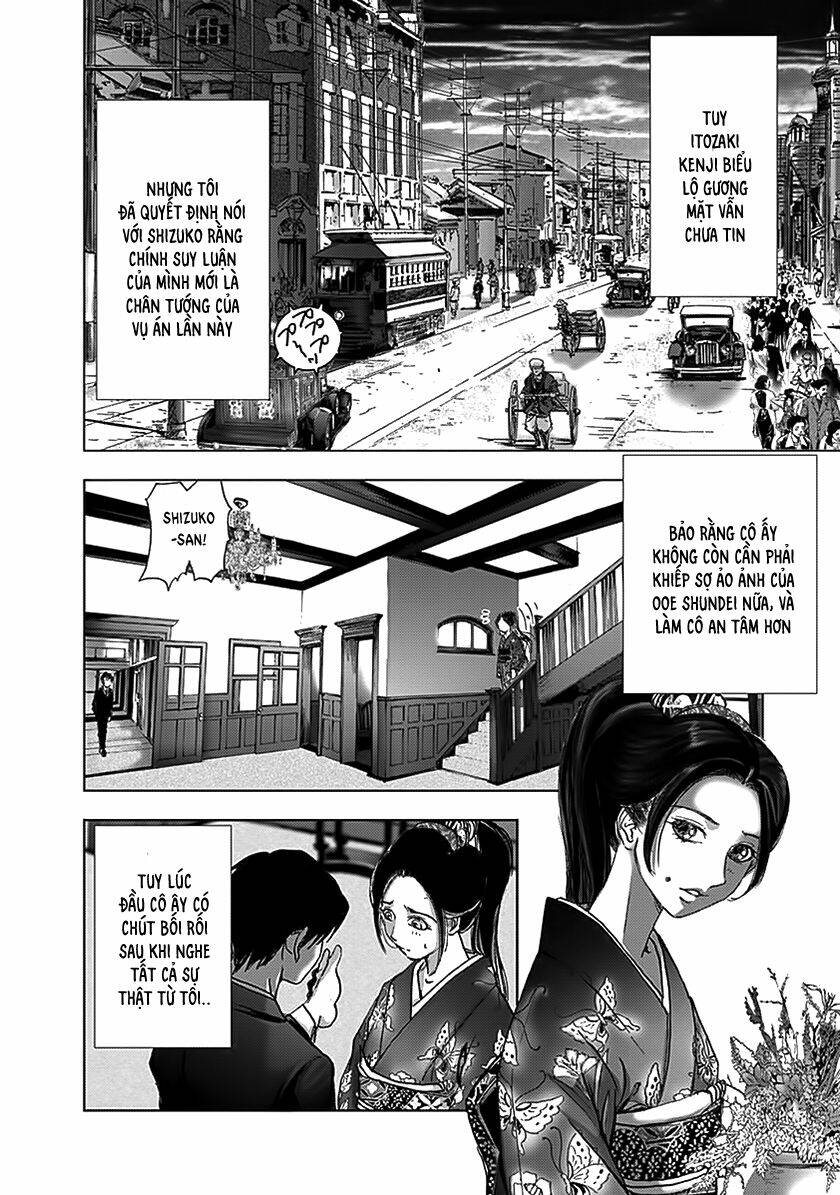 TUY
ITOZAKI
KENJI BIỂU
LỘ GƯƠNG
MẶT VẪN
CHƯA TIN
NHƯNG TÔI
ĐÃ QUYẾT ĐỊNH NÓI
VỚI SHIZUKO RẰNG
CHÍNH SUY LUẬN
CỦA MÌNH MỚI LÀ
CHÂN TƯỚNG CỦA
VỤ ÁN LẦN NÀY
BẢO RẰNG CÔ ẤY
KHÔNG CÒN CẦN PHẢI
KHIẾP SỢ ẢO ẢNH CỦA
OOE SHUNDEI NỮA, VÀ
LÀM CÔ AN TÂM HƠN
SHIZUKO
-SAN!
TUY LÚC
ĐẦU CÔ ẬY CÓ
CHÚT BỐI RỐI
SAU KHI NGHE
TẤT CẢ SỰ
THẬT TỪ TÔI..